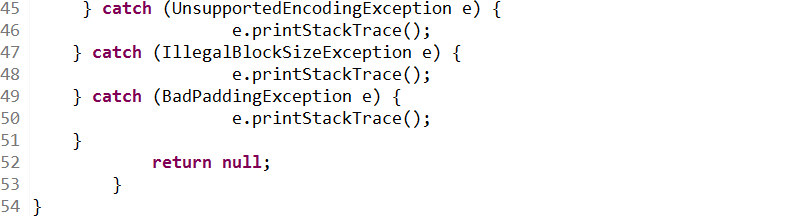 45     } catch (UnsupportedEncodingException e) {
46                    e.printStackTrace();
47    } catch (IllegalBlockSizeException e) {
48                    e.printStackTrace();
49    } catch (BadPaddingException e) {
50                    e.printStackTrace();
51    }
52            return null;
53        }
54 }